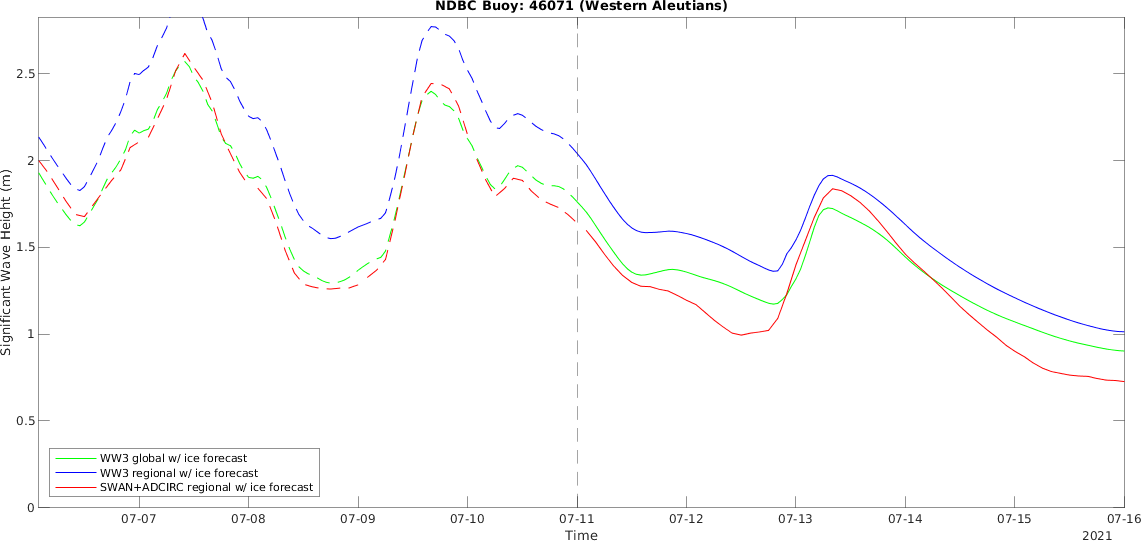 NDBC Buoy: 46071 (Western Aleutians)
Significant Wave Height (m)
2.5
2
1.5
1
0.5
0
WW3 global w/ ice forecast
WW3 regional w/ ice forecast
SWAN+ADCIRC regional w/ ice forecast
07-07 07-08 07-09 07-10 07-11 07-12 07-13 07-14 07-15 07-16
Time
2021